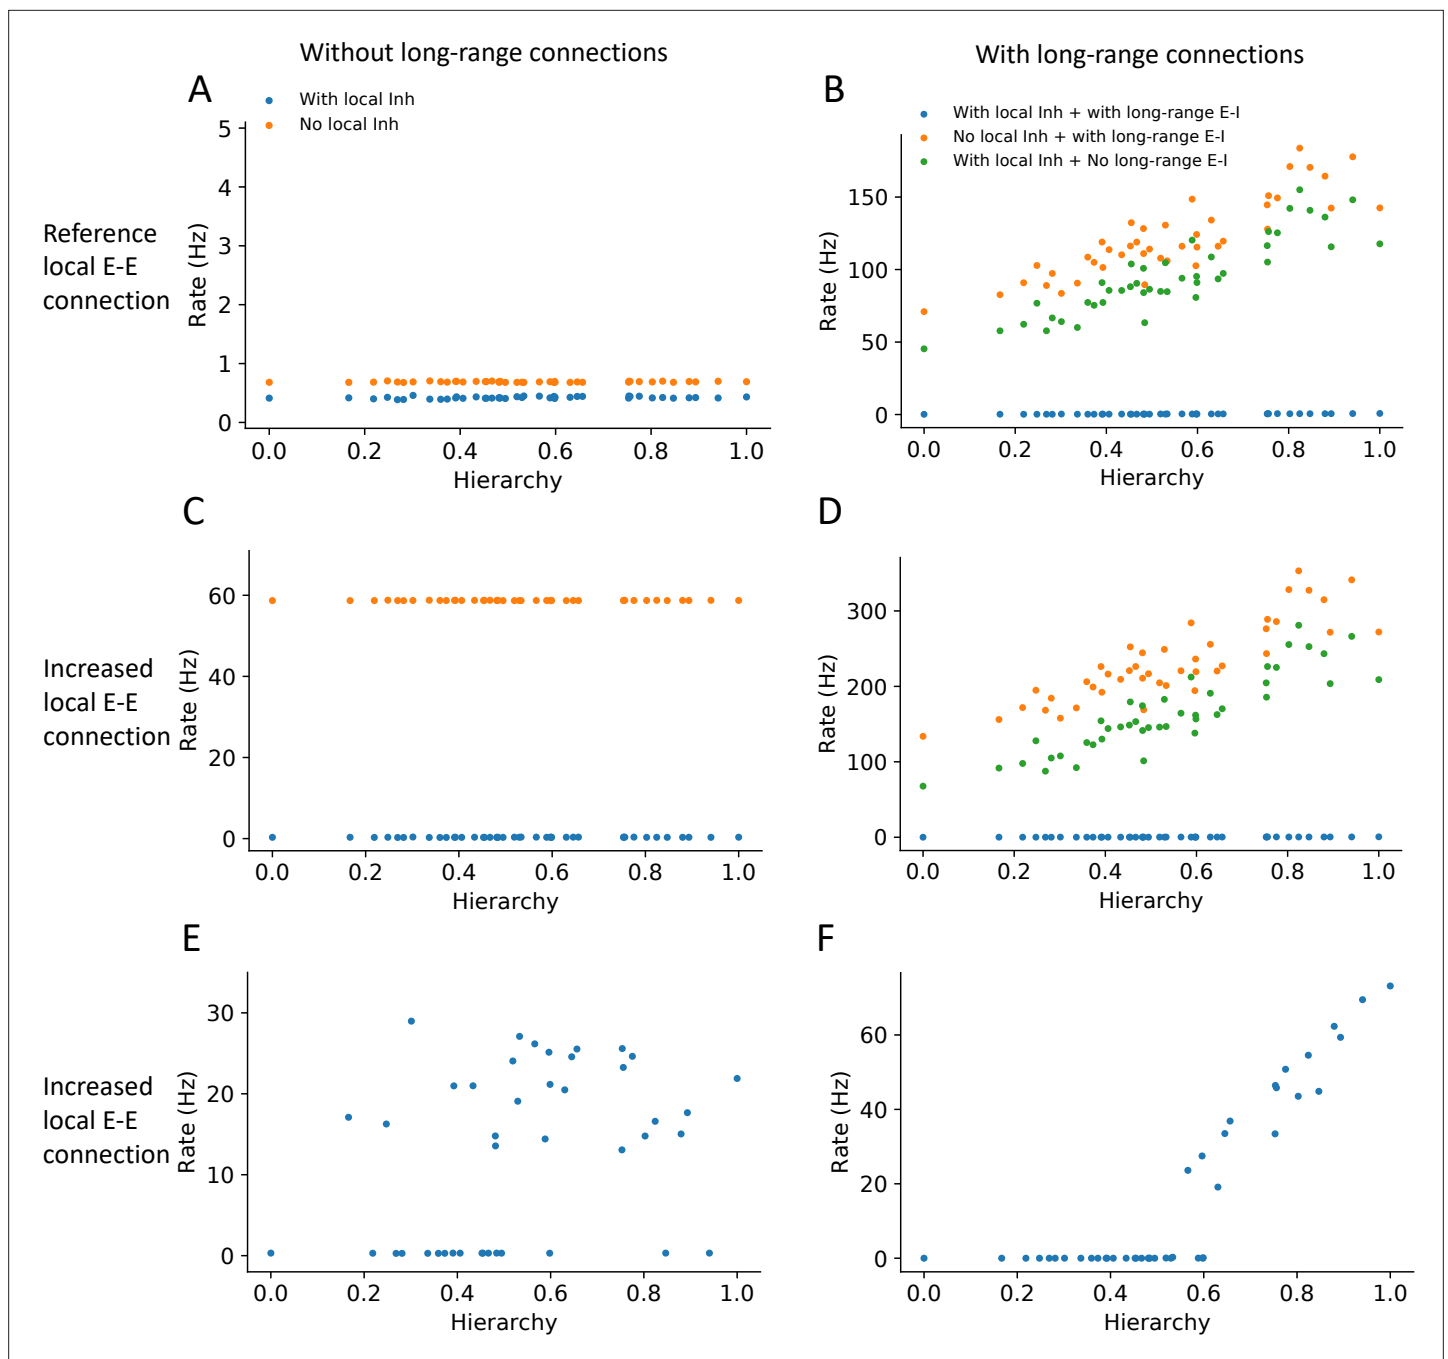 Without long-range connections
With long-range connections
A
With local Inh
No local Inh
5
4
3
2
1
0
Rate (Hz)
0.0 0.2 0.4 0.6 0.8 1.0
Hierarchy
B
With local Inh + with long-range E-I
No local Inh + with long-range E-I
With local Inh + No long-range E-I
150
100
50
0
Rate (Hz)
0.0 0.2 0.4 0.6 0.8 1.0
Hierarchy
Reference
local E-E
connection
C
60
40
20
0
Rate (Hz)
0.0 0.2 0.4 0.6 0.8 1.0
Hierarchy
D
300
200
100
0
Rate (Hz)
0.0 0.2 0.4 0.6 0.8 1.0
Hierarchy
Increased
local E-E
connection
E
30
20
10
0
Rate (Hz)
0.0 0.2 0.4 0.6 0.8 1.0
Hierarchy
F
60
40
20
0
Rate (Hz)
0.0 0.2 0.4 0.6 0.8 1.0
Hierarchy
Increased
local E-E
connection